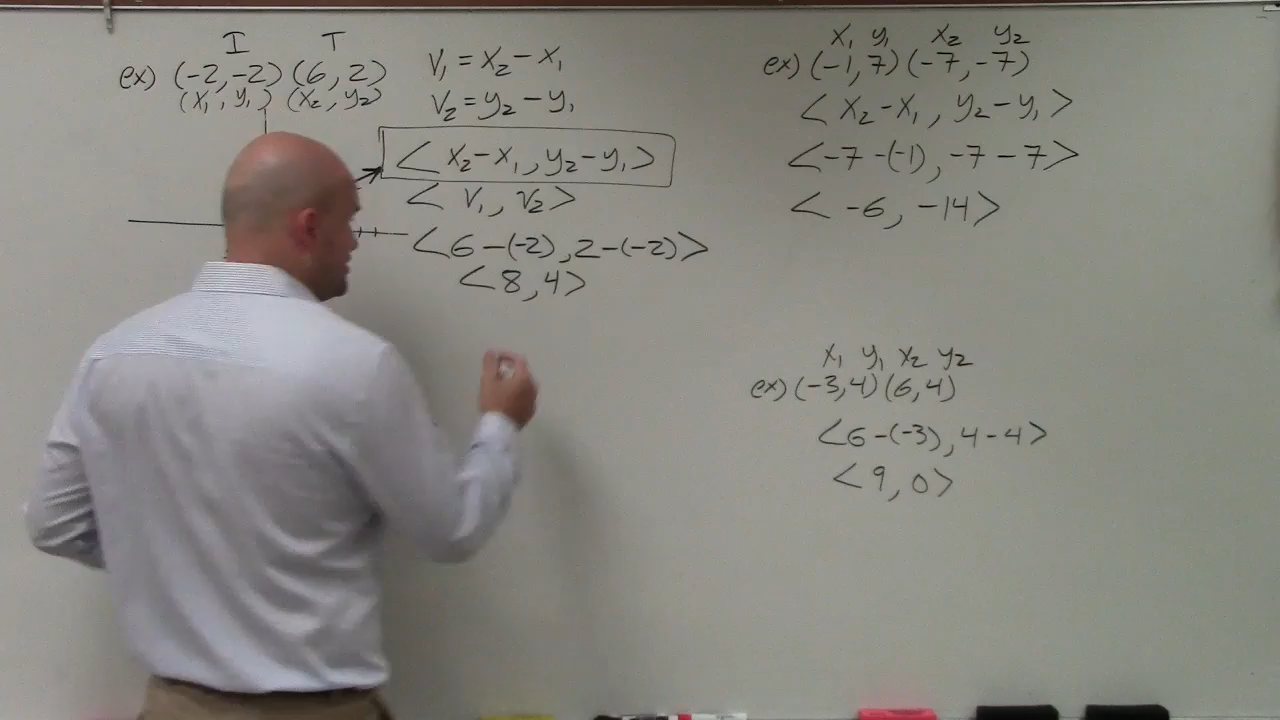 I T
ex) (-2,-2) (6,2)
(x₁, y₁) (x₂, y₂)
V₁ = x₂ - x₁
V₂ = y₂ - y₁
< x₂-x₁, y₂-y₁ >
< V₁, V₂ >
<6-(-2), 2-(-2)>
<8,4>
x₁ y₁ x₂ y₂
ex) (-1, 7) (-7, -7)
< x₂-x₁, y₂-y₁ >
<-7-(-1), -7-7>
< -6, -14 >
x₁ y₁ x₂ y₂
ex) (-3,4) (6,4)
<6-(-3), 4-4>
<9, 0>